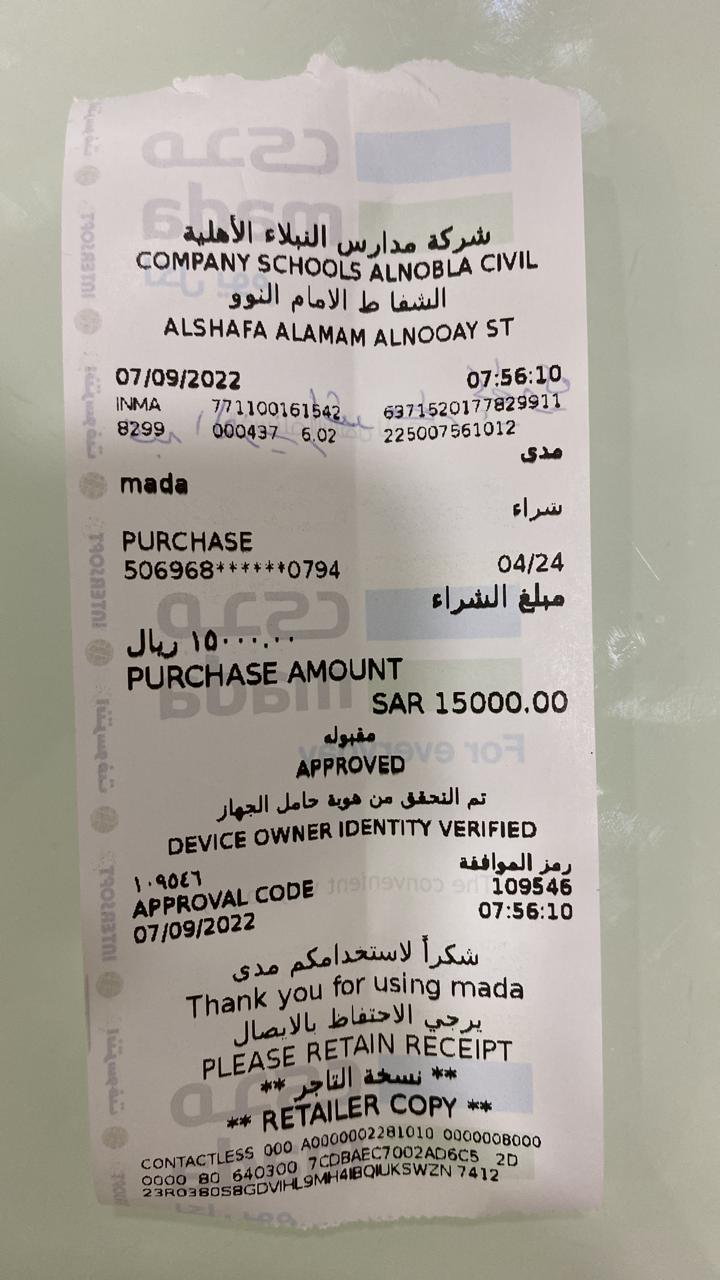 شركة مدارس النبلاء الأهلية
COMPANY SCHOOLS ALNOBLA CIVIL
الشفا ط الامام النوو
ALSHAFA ALAMAM ALNOOAY ST
07/09/2022 07:56:10
INMA 771100161542 6371520177829911
8299 000437 6.02 225007561012
مدى
mada
شراء
PURCHASE
506968******0794 04/24
مبلغ الشراء
١٥٠٠٠.٠٠ ريال
PURCHASE AMOUNT
SAR 15000.00
مقبوله
APPROVED
تم التحقق من هوية حامل الجهاز
DEVICE OWNER IDENTITY VERIFIED
رمز الموافقة
١٠٩٥٤٦
APPROVAL CODE 109546
07/09/2022 07:56:10
شكراً لاستخدامكم مدى
Thank you for using mada
يرجي الاحتفاظ بالايصال
PLEASE RETAIN RECEIPT
** نسخة التاجر **
** RETAILER COPY **
CONTACTLESS 000 A0000002281010 0000008000
0000 80 640300 7CDBAEC7002AD6C5 2D
23R038058GDVIHL9MH4IBQIUKSWZN 7412